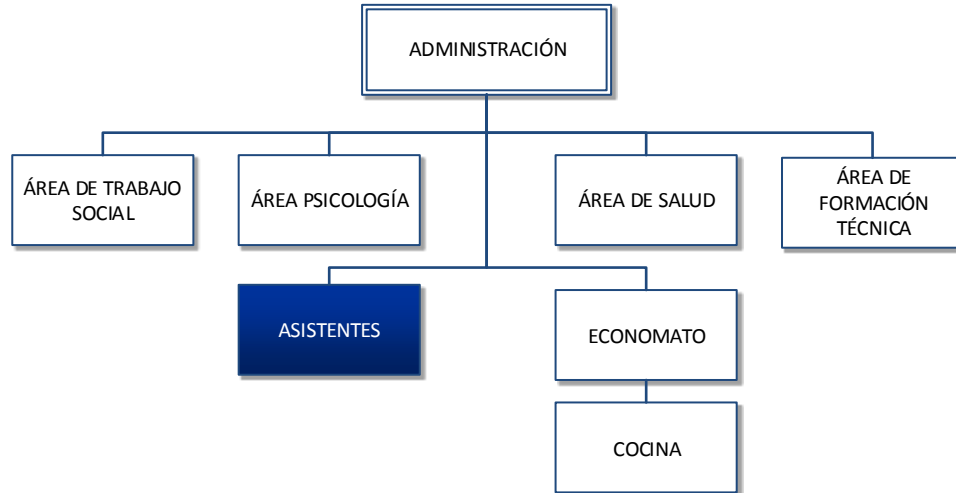 ADMINISTRACIÓN
ÁREA DE TRABAJO
SOCIAL
ÁREA PSICOLOGÍA
ÁREA DE SALUD
ÁREA DE
FORMACIÓN
TÉCNICA
ASISTENTES
ECONOMATO
COCINA